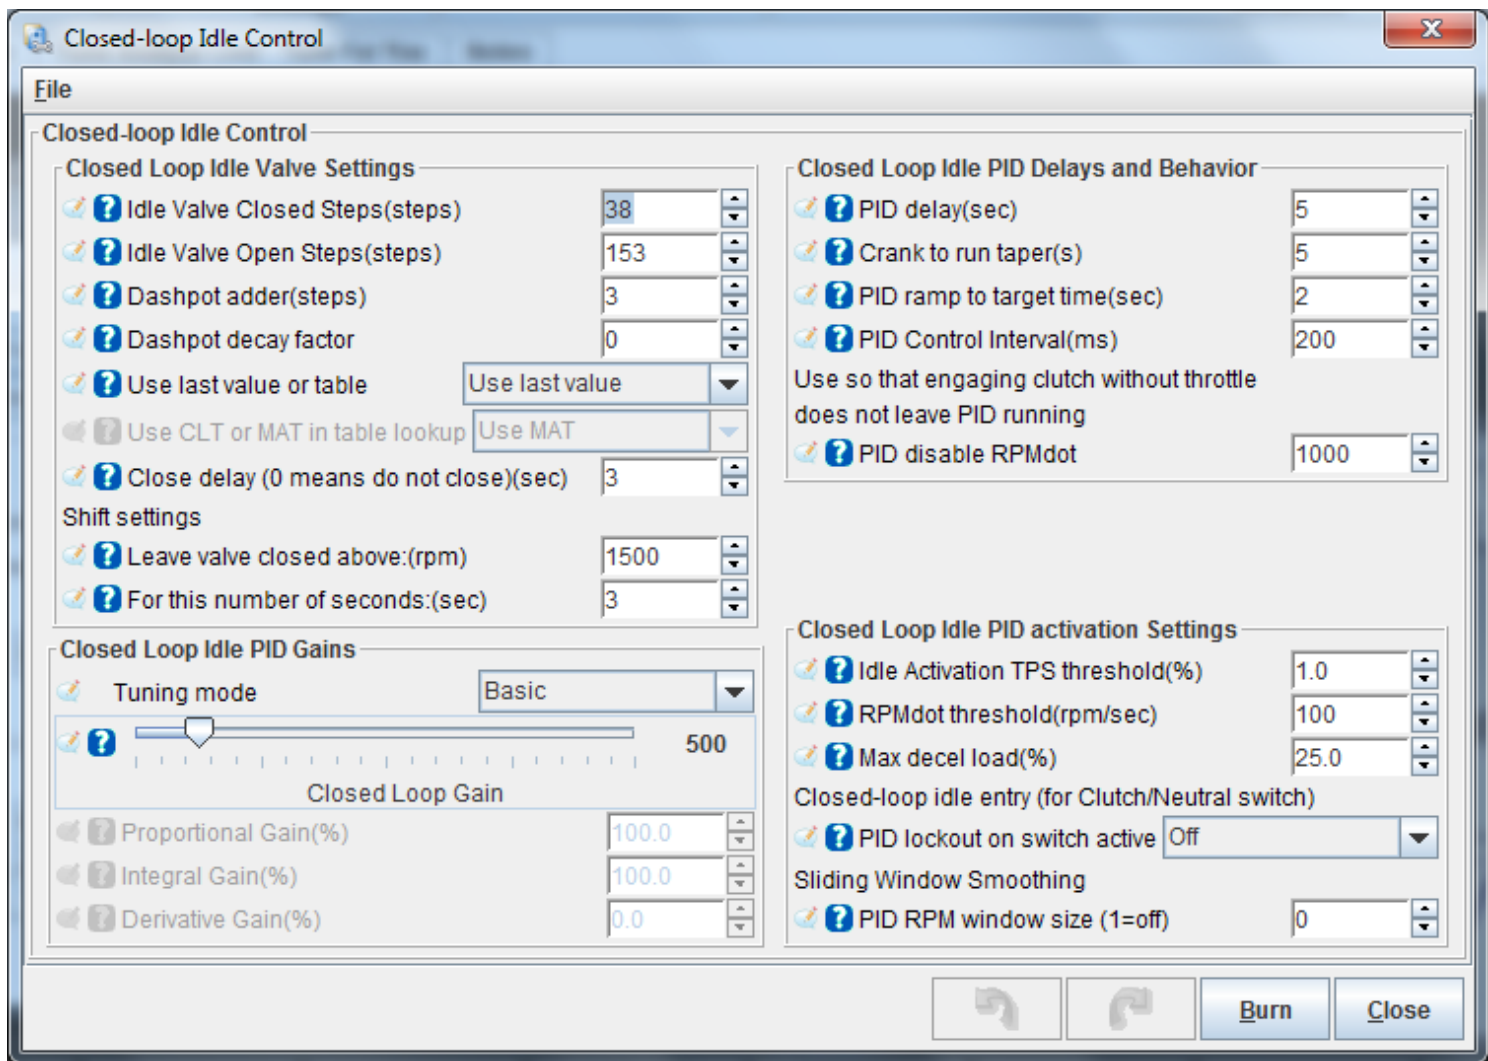 Closed-loop Idle Control
x
File
Closed-loop Idle Control
Closed Loop Idle Valve Settings
? Idle Valve Closed Steps(steps) 38
? Idle Valve Open Steps(steps) 153
? Dashpot adder(steps) 3
? Dashpot decay factor 0
? Use last value or table Use last value
? Use CLT or MAT in table lookup Use MAT
? Close delay (0 means do not close)(sec) 3
Shift settings
? Leave valve closed above:(rpm) 1500
? For this number of seconds:(sec) 3
Closed Loop Idle PID Gains
Tuning mode Basic
? 500
Closed Loop Gain
? Proportional Gain(%) 100.0
? Integral Gain(%) 100.0
? Derivative Gain(%) 0.0
Closed Loop Idle PID Delays and Behavior
? PID delay(sec) 5
? Crank to run taper(s) 5
? PID ramp to target time(sec) 2
? PID Control Interval(ms) 200
Use so that engaging clutch without throttle
does not leave PID running
? PID disable RPMdot 1000
Closed Loop Idle PID activation Settings
? Idle Activation TPS threshold(%) 1.0
? RPMdot threshold(rpm/sec) 100
? Max decel load(%) 25.0
Closed-loop idle entry (for Clutch/Neutral switch)
? PID lockout on switch active Off
Sliding Window Smoothing
? PID RPM window size (1=off) 0
Burn Close